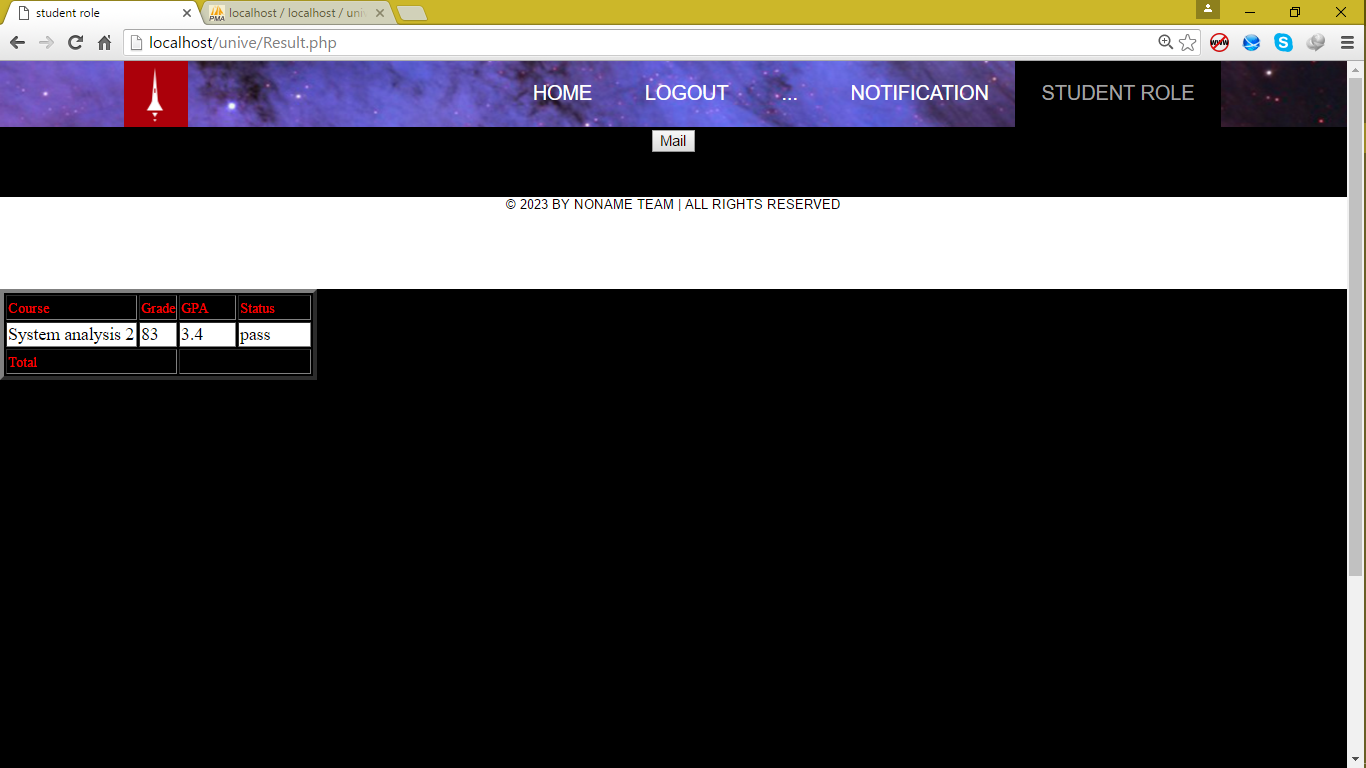 student role
PMA localhost / localhost / uni
localhost/unive/Result.php
HOME LOGOUT ... NOTIFICATION STUDENT ROLE
Mail
© 2023 BY NONAME TEAM | ALL RIGHTS RESERVED
Course Grade GPA Status
System analysis 2 83 3.4 pass
Total